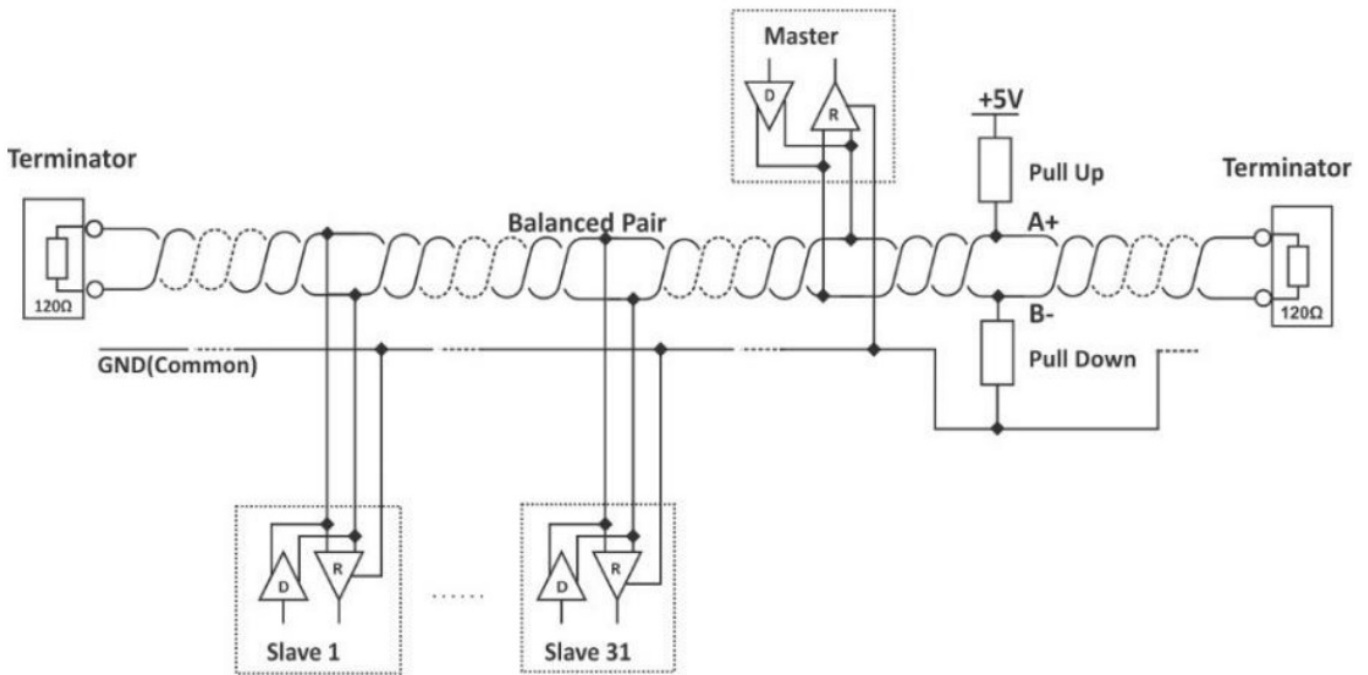 Master
D
R
+5V
Terminator
Pull Up
Terminator
Balanced Pair
A+
120Ω
B-
120Ω
GND(Common)
Pull Down
D
R
......
D
R
Slave 1
Slave 31